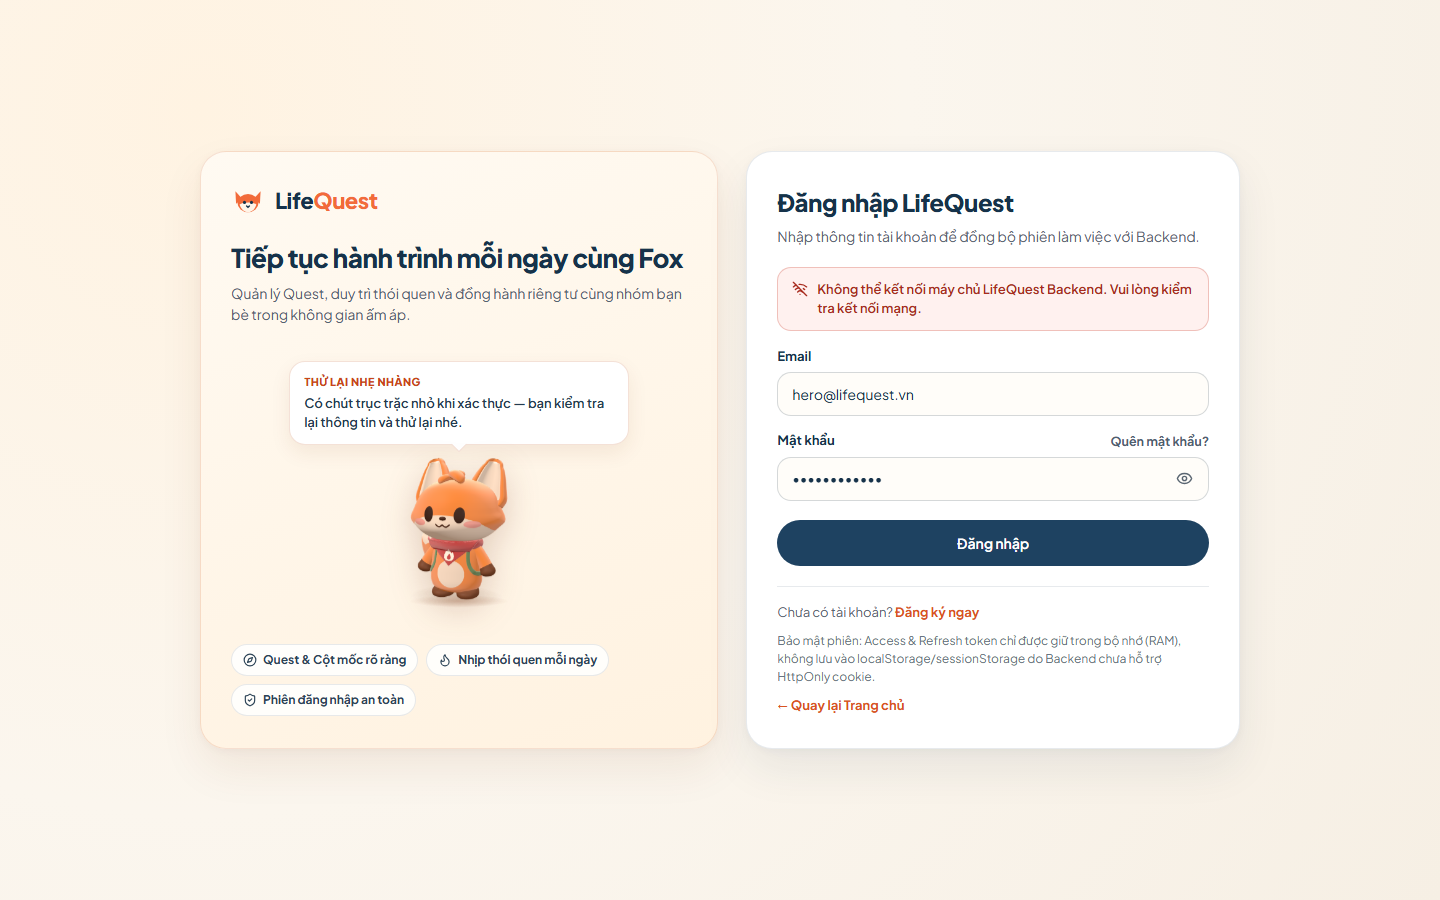 LifeQuest
Tiếp tục hành trình mỗi ngày cùng Fox
Quản lý Quest, duy trì thói quen và đồng hành riêng tư cùng nhóm bạn
bè trong không gian ấm áp.
THỬ LẠI NHẸ NHÀNG
Có chút trục trặc nhỏ khi xác thực — bạn kiểm tra
lại thông tin và thử lại nhé.
Quest & Cột mốc rõ ràng
Nhịp thói quen mỗi ngày
Phiên đăng nhập an toàn
Đăng nhập LifeQuest
Nhập thông tin tài khoản để đồng bộ phiên làm việc với Backend.
Không thể kết nối máy chủ LifeQuest Backend. Vui lòng kiểm
tra kết nối mạng.
Email
hero@lifequest.vn
Mật khẩu
Quên mật khẩu?
••••••••••••
Đăng nhập
Chưa có tài khoản? Đăng ký ngay
Bảo mật phiên: Access & Refresh token chỉ được giữ trong bộ nhớ (RAM),
không lưu vào localStorage/sessionStorage do Backend chưa hỗ trợ
HttpOnly cookie.
← Quay lại Trang chủ